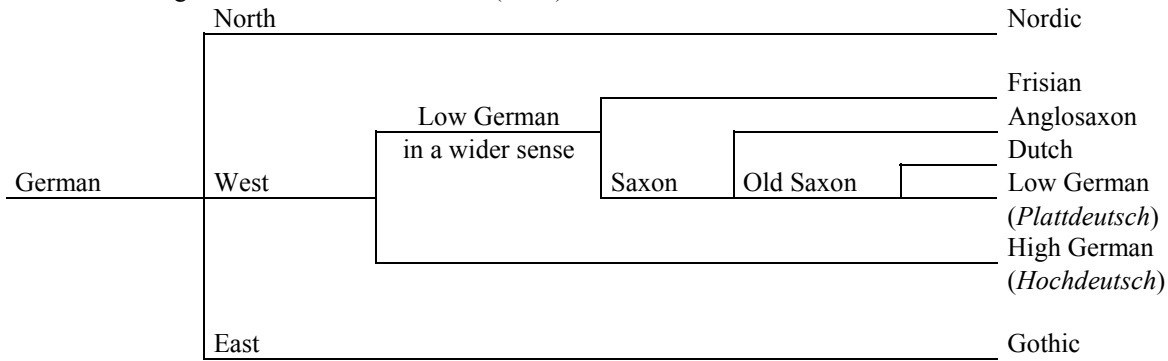 North Nordic
Frisian
Low German Anglosaxon
in a wider sense Dutch
German West Saxon Old Saxon Low German
(Plattdeutsch)
High German
(Hochdeutsch)
East Gothic